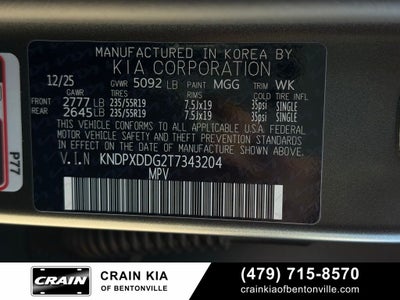 MANUFACTURED IN KOREA BY
KIA CORPORATION
12/25 GVWR 5092 LB PAINT MGG TRIM WK
GAWR TIRES RIMS
FRONT 2777 LB 235/55R19 7.5Jx19 35psi SINGLE
REAR 2645 LB 235/55R19 7.5Jx19 35psi SINGLE
THIS VEHICLE CONFORMS TO ALL APPLICABLE U.S.A FEDERAL
MOTOR VEHICLE SAFETY AND THEFT PREVENTION STANDARDS
IN EFFECT ON THE DATE OF MANUFACTURE SHOWN ABOVE.
V.I.N KNDPXDDG2T7343204
MPV
P77
CRAIN
CRAIN KIA
OF BENTONVILLE
(479) 715-8570
crainkiaofbentonville.com